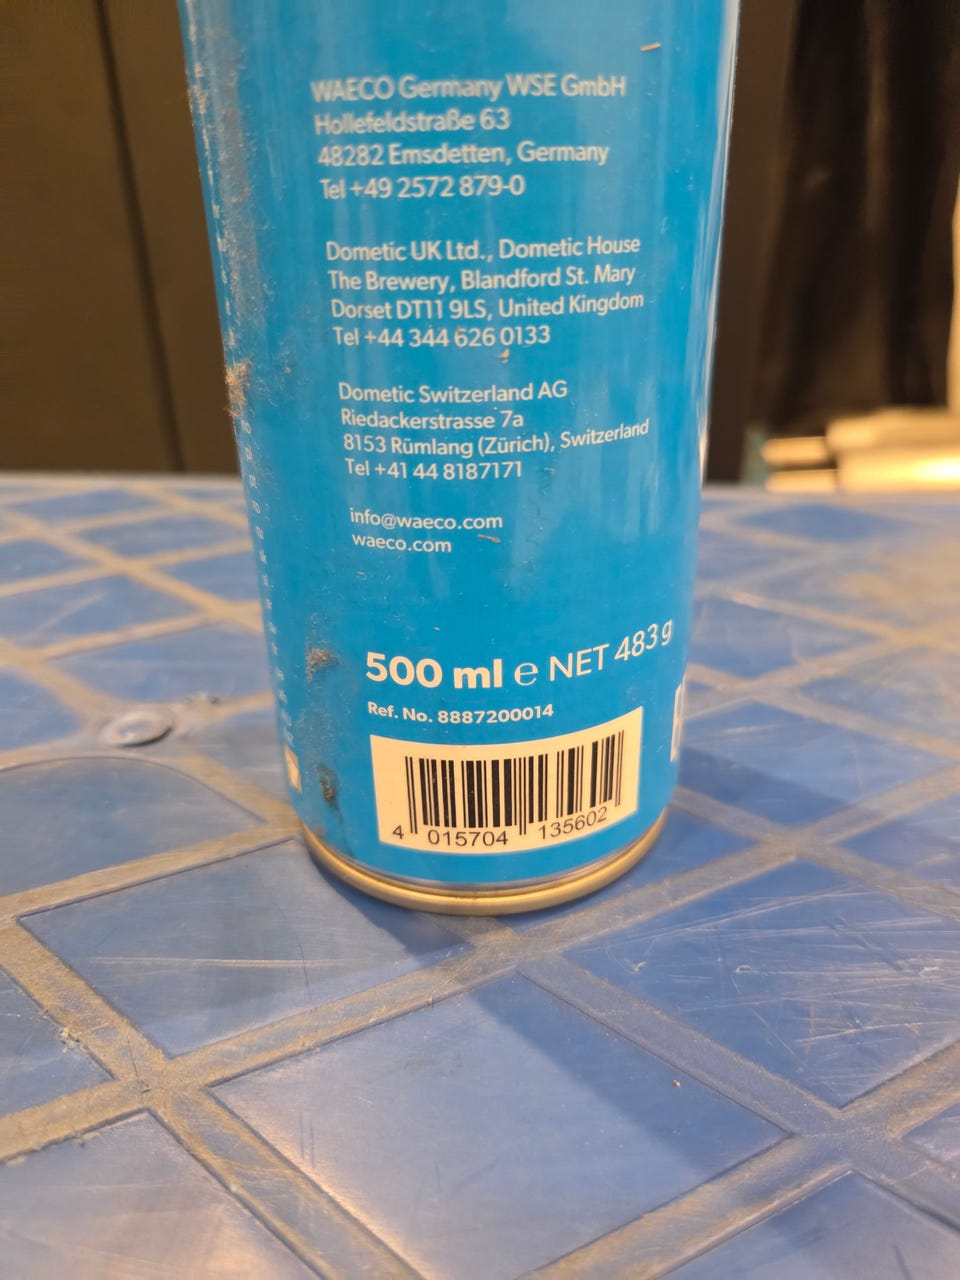 WAECO Germany WSE GmbH
Hollefeldstraße 63
48282 Emsdetten, Germany
Tel +49 2572 879-0
Dometic UK Ltd., Dometic House
The Brewery, Blandford St. Mary
Dorset DT11 9LS, United Kingdom
Tel +44 344 626 0133
Dometic Switzerland AG
Riedackerstrasse 7a
8153 Rümlang (Zürich), Switzerland
Tel +41 44 8187171
info@waeco.com
waeco.com
500 ml ℮ NET 483 g
Ref. No. 8887200014
4 015704 135602